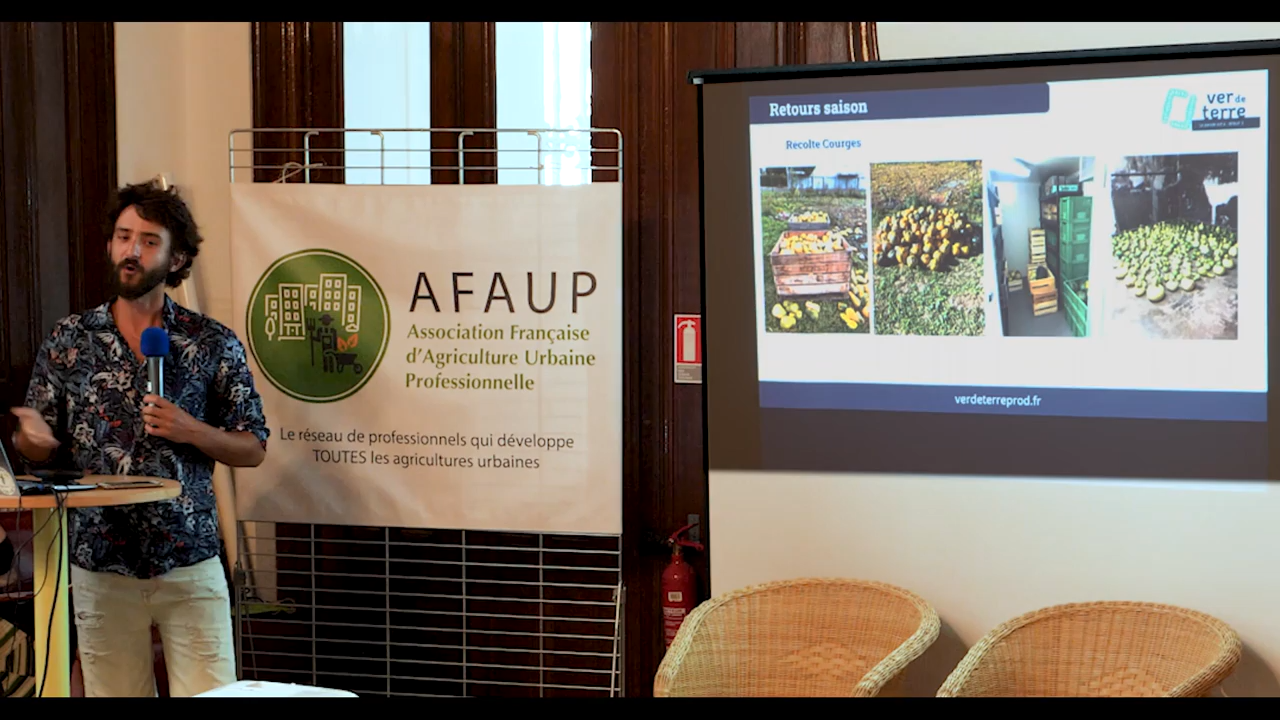 AFAUP
Association Française
d'Agriculture Urbaine
Professionnelle
Le réseau de professionnels qui développe
TOUTES les agricultures urbaines
Retours saison
ver de
terre
Recolte Courges
verdeterreprod.fr